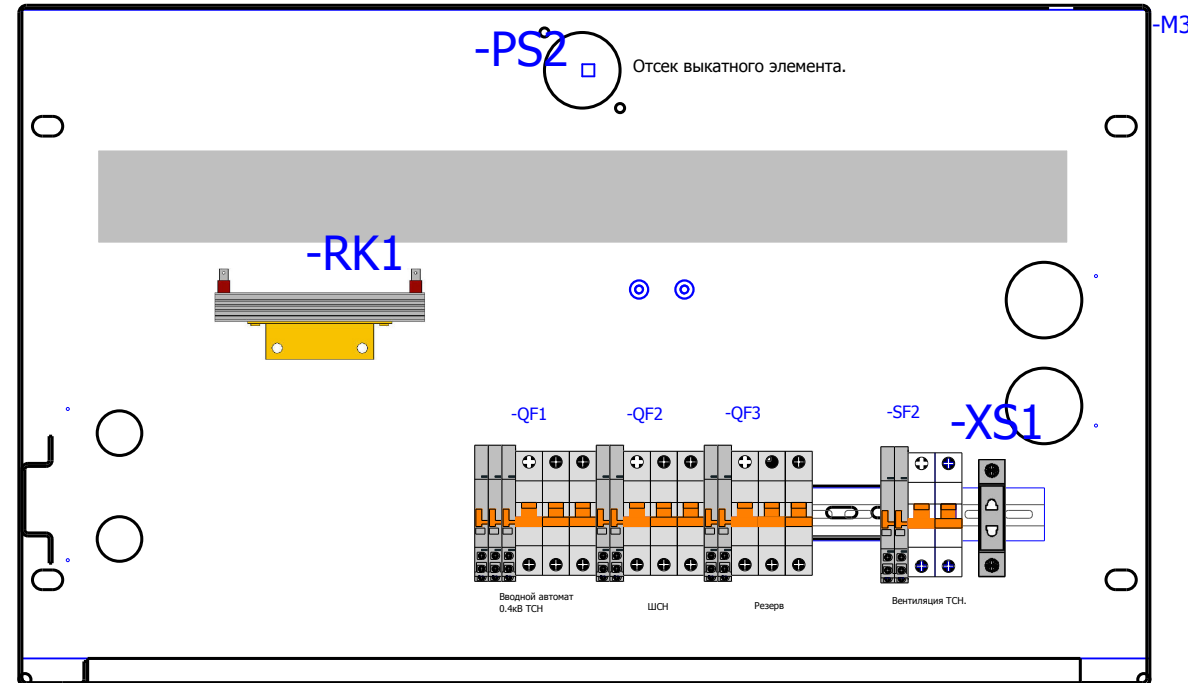 -M3
-PS2
Отсек выкатного элемента.
-RK1
-QF1
-QF2
-QF3
-SF2
-XS1
Вводной автомат
0.4кВ ТСН
ШСН
Резерв
Вентиляция ТСН.